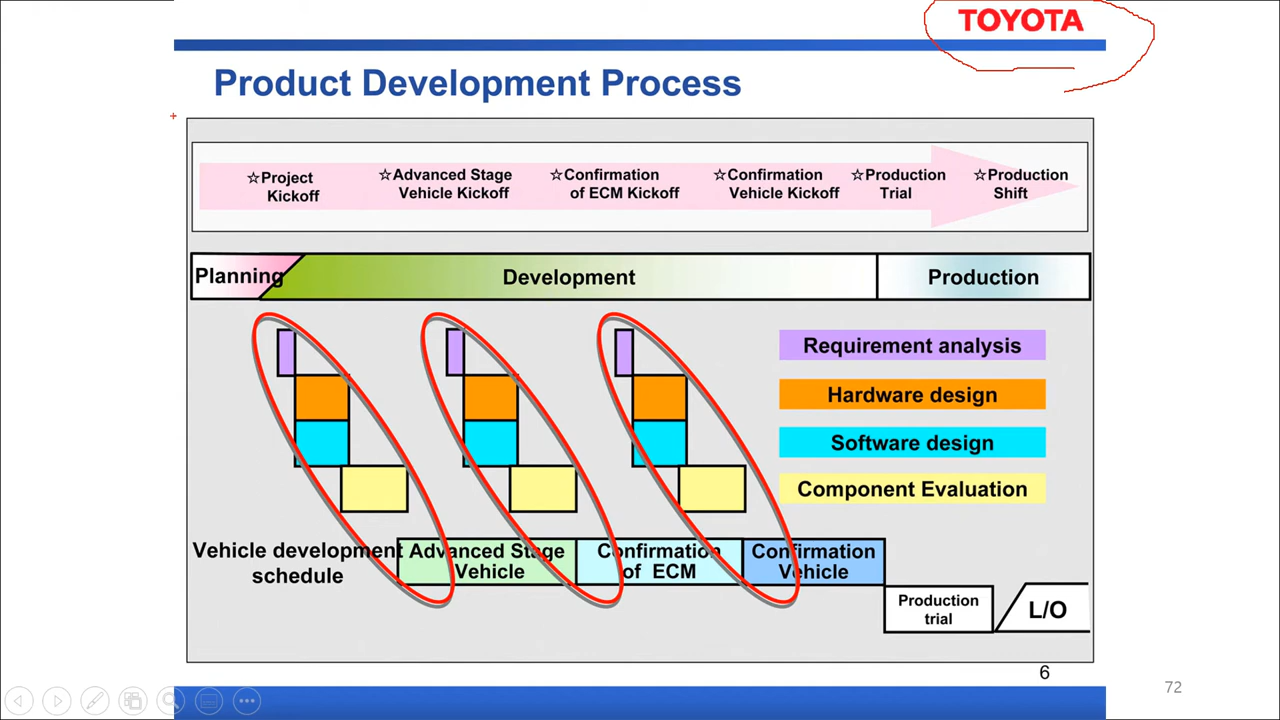 TOYOTA
Product Development Process
☆Project
Kickoff
☆Advanced Stage
Vehicle Kickoff
☆Confirmation
of ECM Kickoff
☆Confirmation
Vehicle Kickoff
☆Production
Trial
☆Production
Shift
Planning
Development
Production
Requirement analysis
Hardware design
Software design
Component Evaluation
Vehicle development
schedule
Advanced Stage
Vehicle
Confirmation
of ECM
Confirmation
Vehicle
Production
trial
L/O
6
72